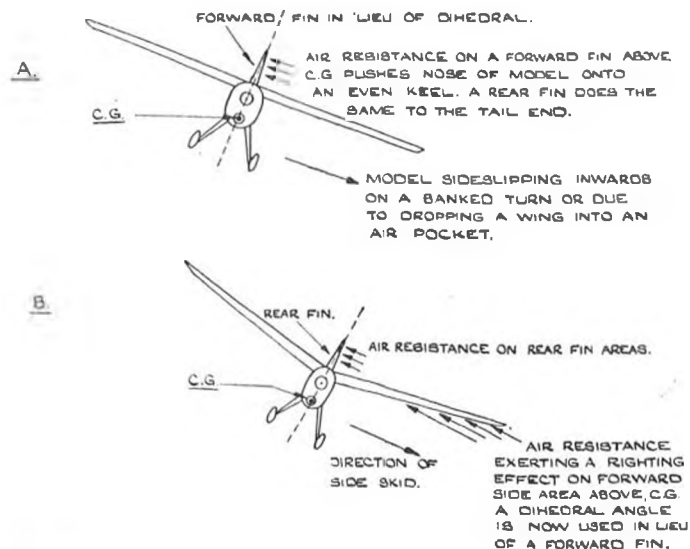 FORWARD FIN IN LIEU OF DIHEDRAL.
A.
AIR RESISTANCE ON A FORWARD FIN ABOVE
C.G PUSHES NOSE OF MODEL ONTO
AN EVEN KEEL. A REAR FIN DOES THE
SAME TO THE TAIL END.
C.G.
MODEL SIDESLIPPING INWARDS
ON A BANKED TURN OR DUE
TO DROPPING A WING INTO AN
AIR POCKET.
B.
REAR FIN.
AIR RESISTANCE ON REAR FIN AREAS.
C.G.
DIRECTION OF
SIDE SKID.
AIR RESISTANCE
EXERTING A RIGHTING
EFFECT ON FORWARD
SIDE AREA ABOVE, C.G.
A DIHEDRAL ANGLE
IS NOW USED IN LIEU
OF A FORWARD FIN.